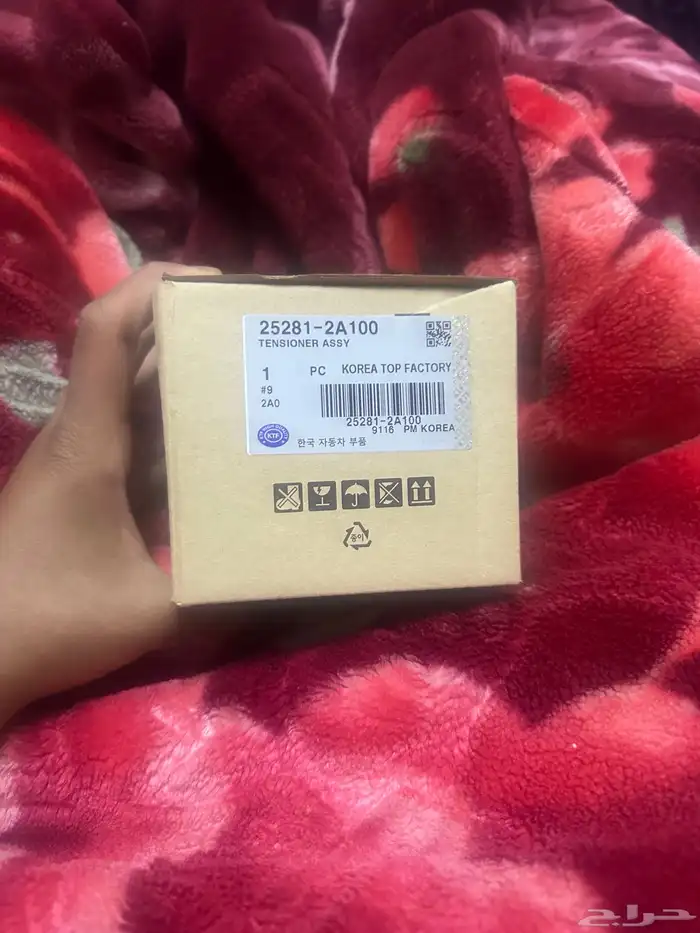 25281-2A100
TENSIONER ASSY
1 PC KOREA TOP FACTORY
#9
2A0
25281-2A100
9116 PM KOREA
KTF
한국 자동차 부품
종이
حراج